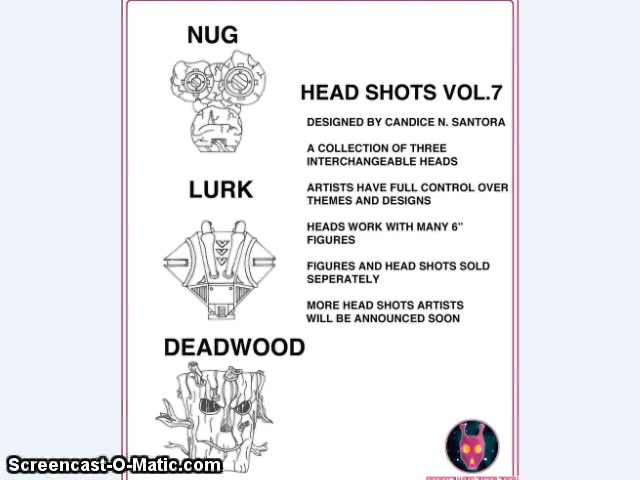 NUG
HEAD SHOTS VOL.7
DESIGNED BY CANDICE N. SANTORA
A COLLECTION OF THREE
INTERCHANGEABLE HEADS
LURK
ARTISTS HAVE FULL CONTROL OVER
THEMES AND DESIGNS
HEADS WORK WITH MANY 6"
FIGURES
FIGURES AND HEAD SHOTS SOLD
SEPERATELY
MORE HEAD SHOTS ARTISTS
WILL BE ANNOUNCED SOON
DEADWOOD
Screencast-O-Matic.com